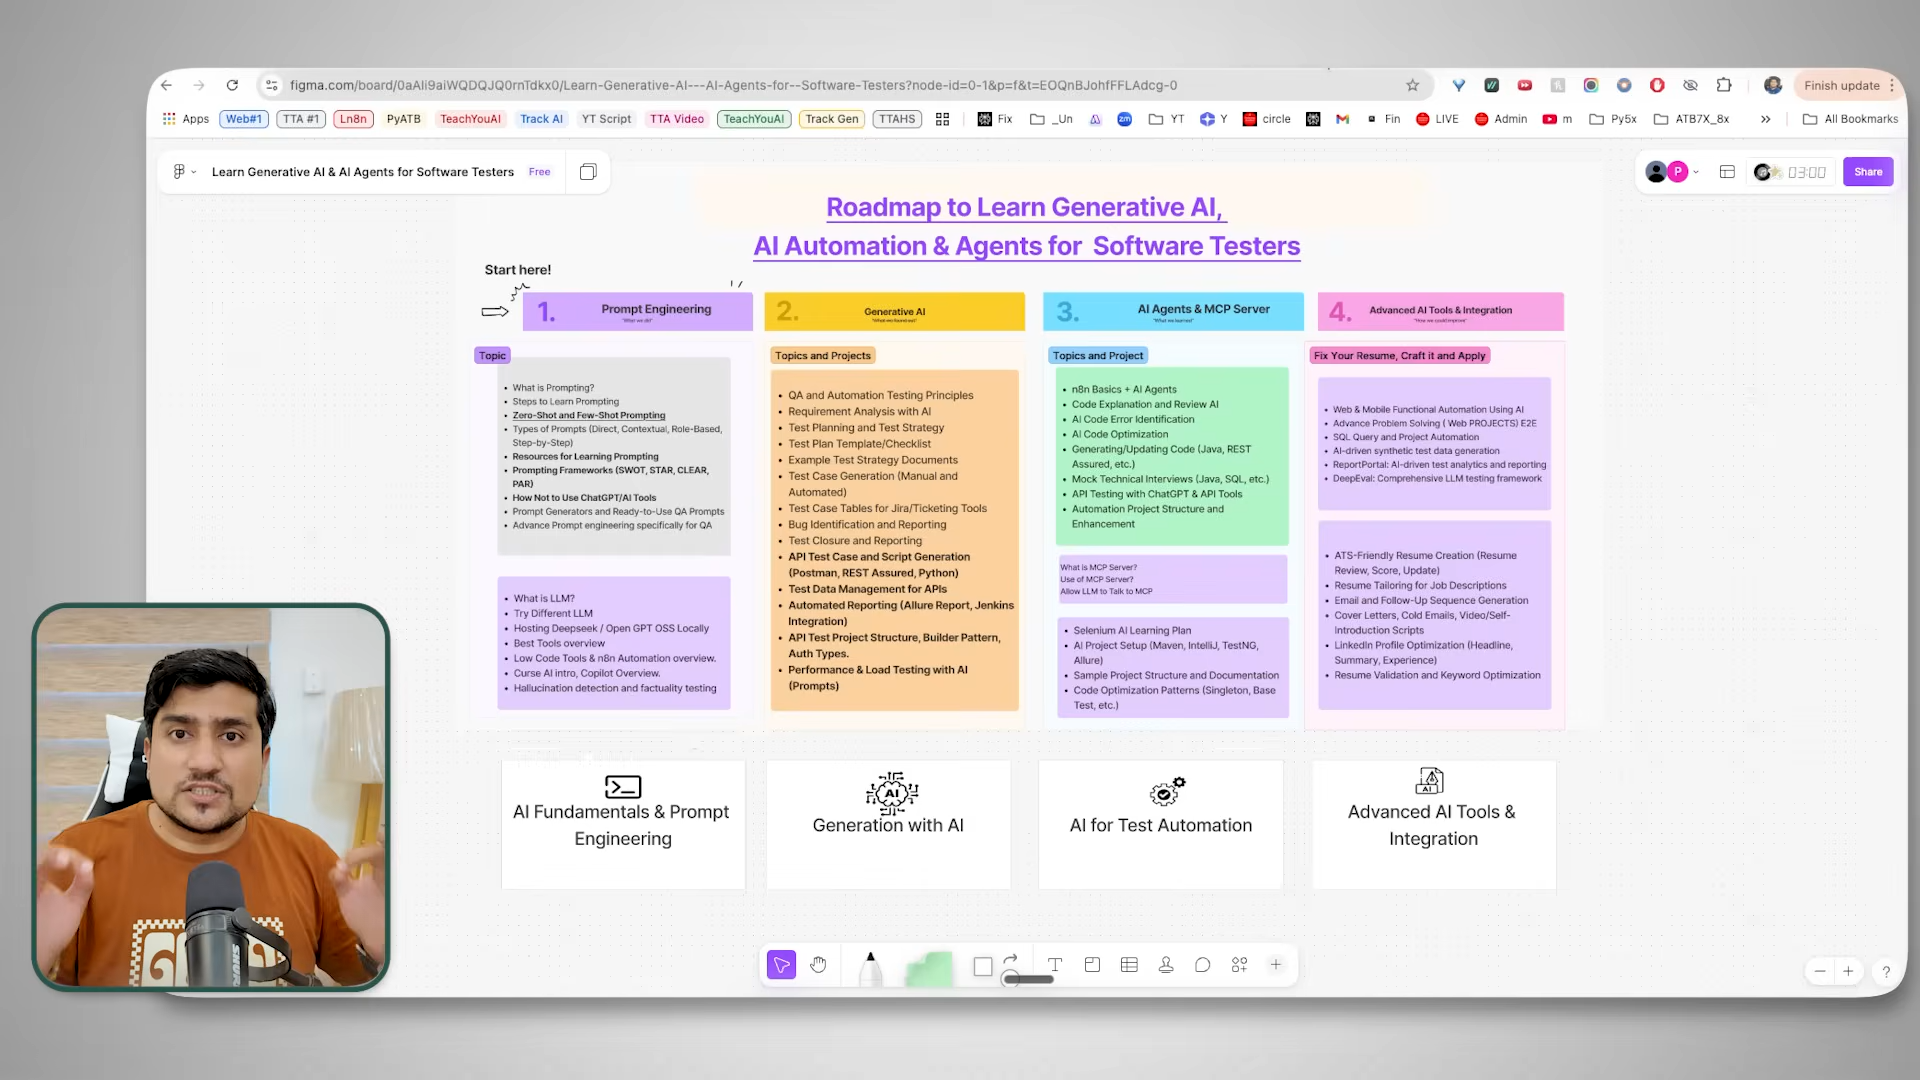 figma.com/board/0aAli9aiWQDQJQ0rnTdkx0/Learn-Generative-AI---AI-Agents-for--Software-Testers?node-id=0-1&p=f&t=EOQnBJohfFFLAdcg-0
Finish update
Apps
Web#1
TTA #1
Ln8n
PyATB
TeachYouAI
Track AI
YT Script
TTA Video
TeachYouAI
Track Gen
TTAHS
Fix
_Un
zm
YT
Y
circle
Fin
LIVE
Admin
m
Py5x
ATB7X_8x
All Bookmarks
Learn Generative AI & AI Agents for Software Testers
Free
P
03:00
Share
Roadmap to Learn Generative AI,
AI Automation & Agents for Software Testers
Start here!
1.
Prompt Engineering
"What we do"
Topic
What is Prompting?
Steps to Learn Prompting
Zero-Shot and Few-Shot Prompting
Types of Prompts (Direct, Contextual, Role-Based,
Step-by-Step)
Resources for Learning Prompting
Prompting Frameworks (SWOT, STAR, CLEAR,
PAR)
How Not to Use ChatGPT/AI Tools
Prompt Generators and Ready-to-Use QA Prompts
Advance Prompt engineering specifically for QA
What is LLM?
Try Different LLM
Hosting Deepseek / Open GPT OSS Locally
Best Tools overview
Low Code Tools & n8n Automation overview.
Curse AI intro, Copilot Overview.
Hallucination detection and factuality testing
2.
Generative AI
"What we found out"
Topics and Projects
QA and Automation Testing Principles
Requirement Analysis with AI
Test Planning and Test Strategy
Test Plan Template/Checklist
Example Test Strategy Documents
Test Case Generation (Manual and
Automated)
Test Case Tables for Jira/Ticketing Tools
Bug Identification and Reporting
Test Closure and Reporting
API Test Case and Script Generation
(Postman, REST Assured, Python)
Test Data Management for APIs
Automated Reporting (Allure Report, Jenkins
Integration)
API Test Project Structure, Builder Pattern,
Auth Types.
Performance & Load Testing with AI
(Prompts)
3.
AI Agents & MCP Server
"What we learned"
Topics and Project
n8n Basics + AI Agents
Code Explanation and Review AI
AI Code Error Identification
AI Code Optimization
Generating/Updating Code (Java, REST
Assured, etc.)
Mock Technical Interviews (Java, SQL, etc.)
API Testing with ChatGPT & API Tools
Automation Project Structure and
Enhancement
What is MCP Server?
Use of MCP Server?
Allow LLM to Talk to MCP
Selenium AI Learning Plan
AI Project Setup (Maven, IntelliJ, TestNG,
Allure)
Sample Project Structure and Documentation
Code Optimization Patterns (Singleton, Base
Test, etc.)
4.
Advanced AI Tools & Integration
"How we could improve"
Fix Your Resume, Craft it and Apply
Web & Mobile Functional Automation Using AI
Advance Problem Solving ( Web PROJECTS) E2E
SQL Query and Project Automation
AI-driven synthetic test data generation
ReportPortal: AI-driven test analytics and reporting
DeepEval: Comprehensive LLM testing framework
ATS-Friendly Resume Creation (Resume
Review, Score, Update)
Resume Tailoring for Job Descriptions
Email and Follow-Up Sequence Generation
Cover Letters, Cold Emails, Video/Self-
Introduction Scripts
LinkedIn Profile Optimization (Headline,
Summary, Experience)
Resume Validation and Keyword Optimization
AI Fundamentals & Prompt
Engineering
AI
Generation with AI
AI for Test Automation
AI
Advanced AI Tools &
Integration
SHURE